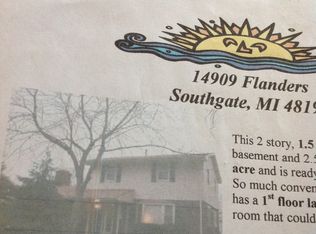 14909 Flanders
Southgate, MI 4819
This 2 story, 1.5
basement and 2.5
acre and is ready
So much conven
has a 1st floor la
room that could